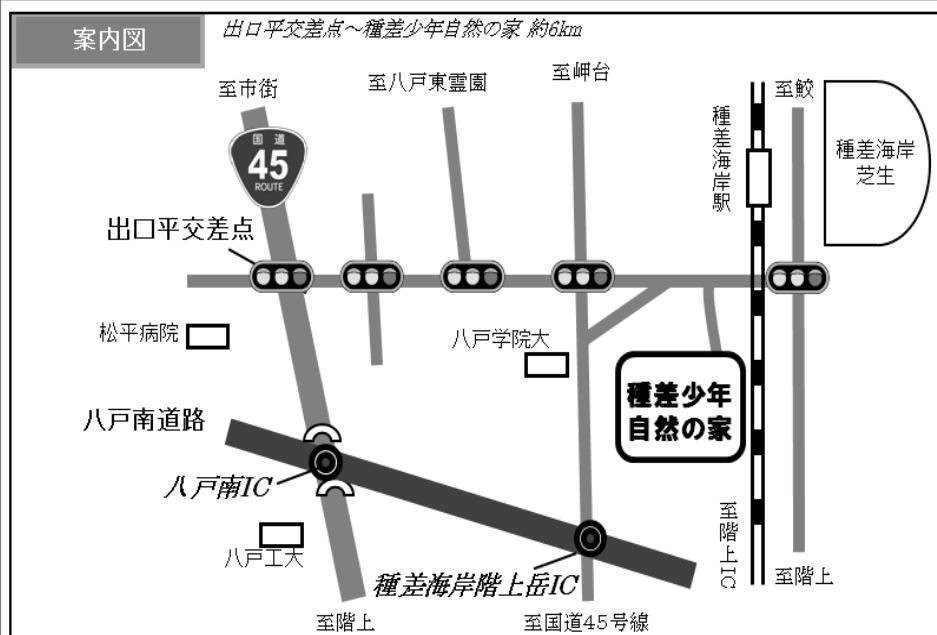 案内図
出口平交差点～種差少年自然の家 約6km
至市街
至八戸東霊園
至岬台
至鮫
国道
45
ROUTE
種差海岸駅
種差海岸
芝生
出口平交差点
松平病院
八戸学院大
種差少年
自然の家
八戸南道路
八戸南IC
八戸工大
種差海岸階上岳IC
至階上IC
至階上
至階上
至国道45号線